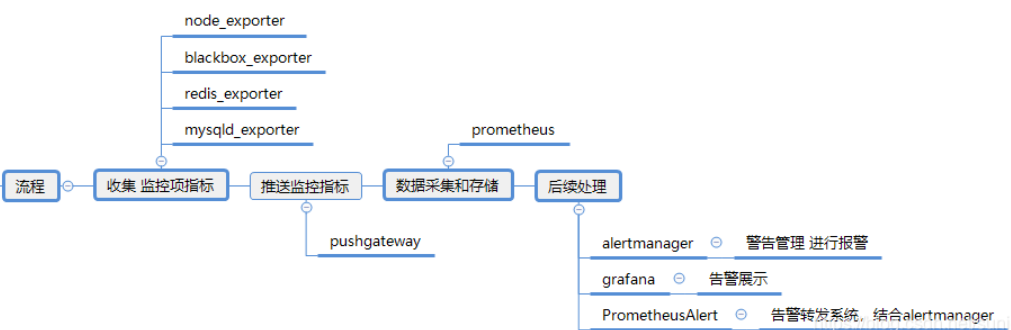 node_exporter
blackbox_exporter
redis_exporter
mysqld_exporter
prometheus
流程
收集 监控项指标
推送监控指标
数据采集和存储
后续处理
pushgateway
alertmanager
警告管理 进行报警
grafana
告警展示
PrometheusAlert
告警转发系统，结合alertmanager